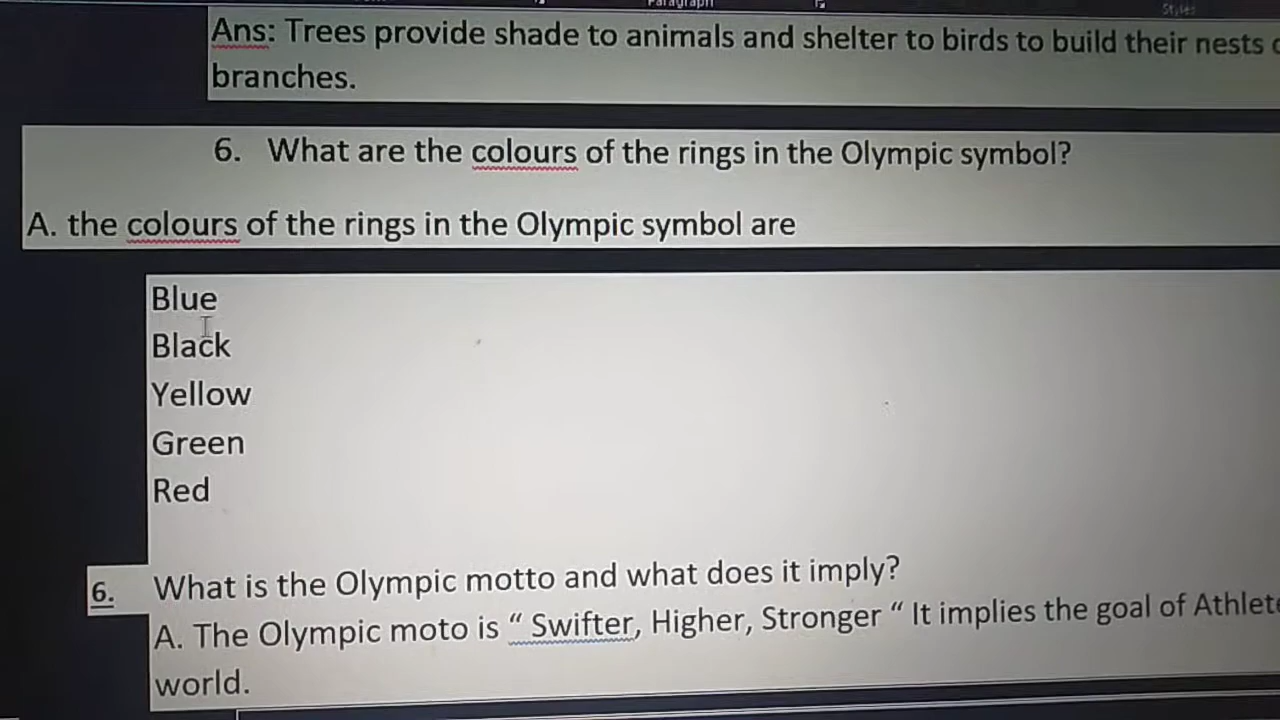 Paragraph
Styles
Ans: Trees provide shade to animals and shelter to birds to build their nests
branches.
6. What are the colours of the rings in the Olympic symbol?
A. the colours of the rings in the Olympic symbol are
Blue
Black
Yellow
Green
Red
6. What is the Olympic motto and what does it imply?
A. The Olympic moto is “ Swifter, Higher, Stronger “ It implies the goal of Athlete
world.